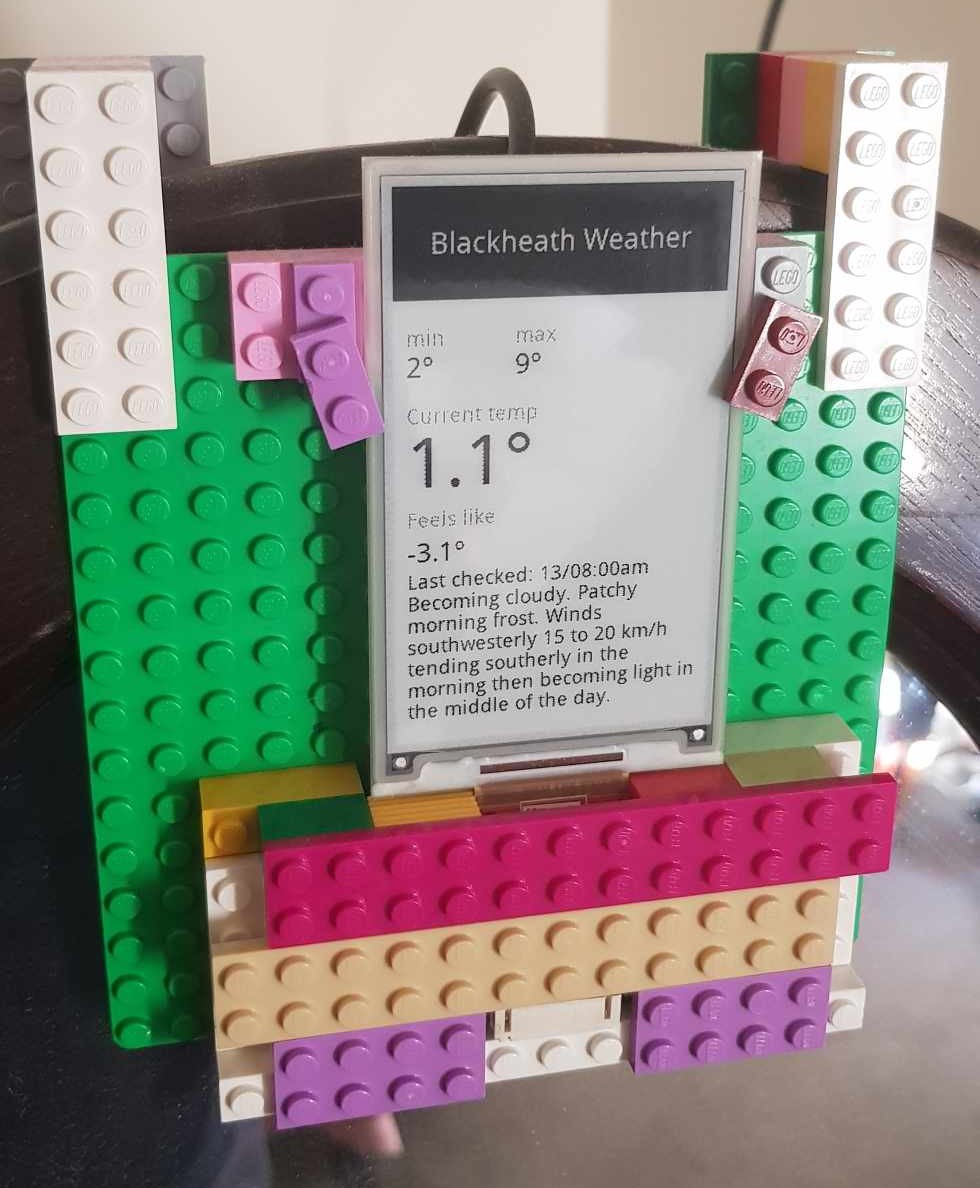 Blackheath Weather
min max
2° 9°
Current temp
1.1°
Feels like
-3.1°
Last checked: 13/08:00am
Becoming cloudy. Patchy
morning frost. Winds
southwesterly 15 to 20 km/h
tending southerly in the
morning then becoming light in
the middle of the day.
LEGO